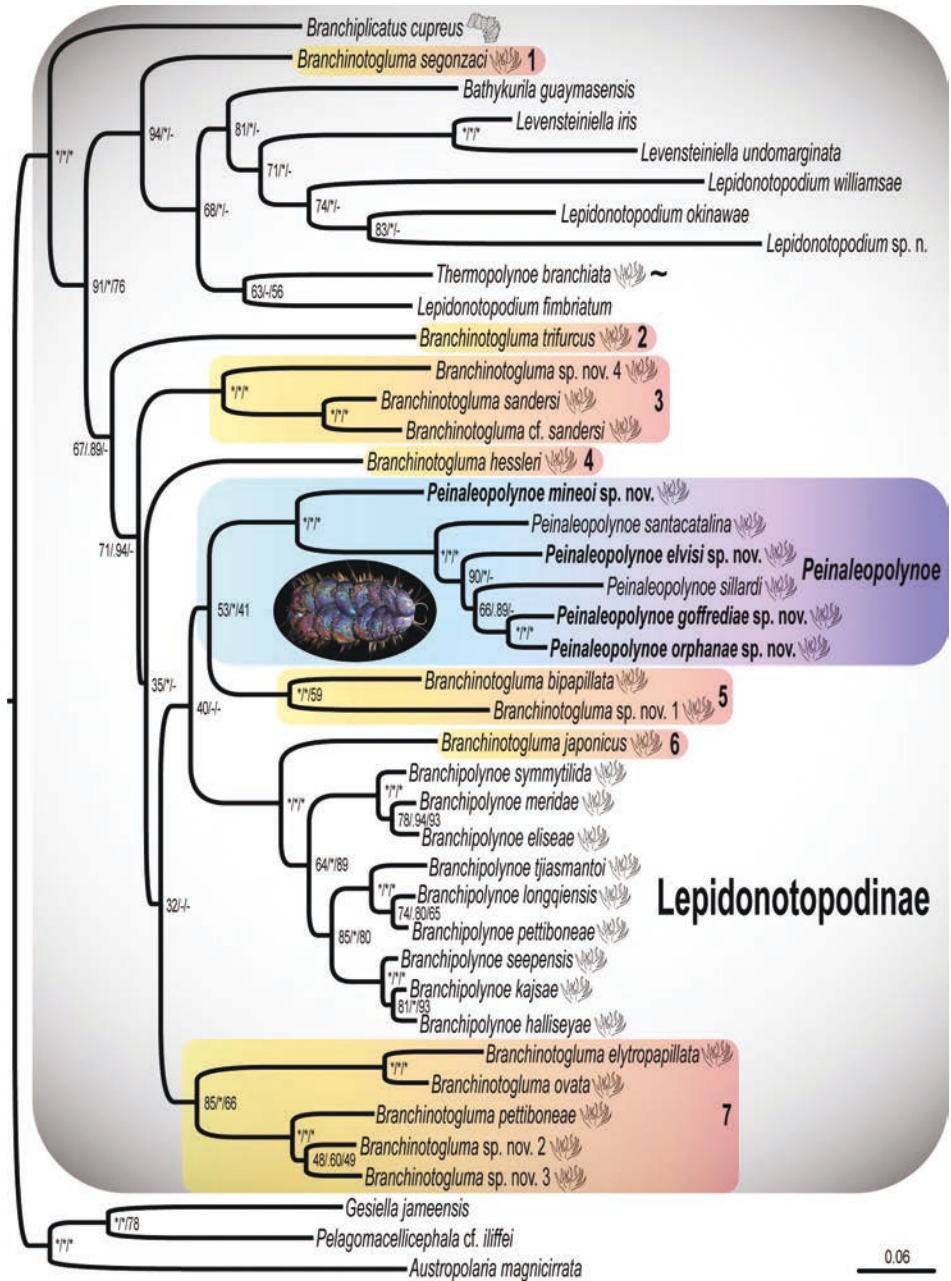 Branchiplicatus cupreus
Branchinotogluma segonzaci 1
Bathykurila guaymasensis
81/*/-
Levensteiniella iris
94/*/-
*/*/*
*/*/*
Levensteiniella undomarginata
71/*/-
Lepidonotopodium williamsae
74/*/-
68/*/-
Lepidonotopodium okinawae
83/*/-
Lepidonotopodium sp. n.
Thermopolynoe branchiata ~
91/*/76
63/-/56
Lepidonotopodium fimbriatum
Branchinotogluma trifurcus 2
Branchinotogluma sp. nov. 4
*/*/*
Branchinotogluma sandersi 3
*/*/*
Branchinotogluma cf. sandersi
67/.89/-
Branchinotogluma hessleri 4
Peinaleopolynoe mineoi sp. nov.
*/*/*
Peinaleopolynoe santacatalina
71/.94/-
*/*/*
Peinaleopolynoe elvisi sp. nov.
Peinaleopolynoe
90/*/-
Peinaleopolynoe sillardi
53/*/41
66/.89/-
Peinaleopolynoe goffrediae sp. nov.
*/*/*
Peinaleopolynoe orphanae sp. nov.
Branchinotogluma bipapillata
35/*/-
*/*/59
5
40/-/-
Branchinotogluma sp. nov. 1
Branchinotogluma japonicus 6
Branchipolynoe symmytilida
*/*/*
*/*/*
Branchipolynoe meridae
78/.94/93
Branchipolynoe eliseae
64/*/89
Branchipolynoe tjiasmantoi
*/*/*
Branchipolynoe longqiensis
Lepidonotopodinae
32/-/-
74/.80/65
Branchipolynoe pettiboneae
85/*/80
Branchipolynoe seepensis
*/*/*
Branchipolynoe kajsae
81/*/93
Branchipolynoe halliseyae
Branchinotogluma elytropapillata
*/*/*
Branchinotogluma ovata
85/*/66
7
Branchinotogluma pettiboneae
*/*/*
Branchinotogluma sp. nov. 2
48/.60/49
Branchinotogluma sp. nov. 3
Gesiella jameensis
*/*/78
Pelagomacellicephala cf. iliffei
*/*/*
0.06
Austropolaria magnicirrata